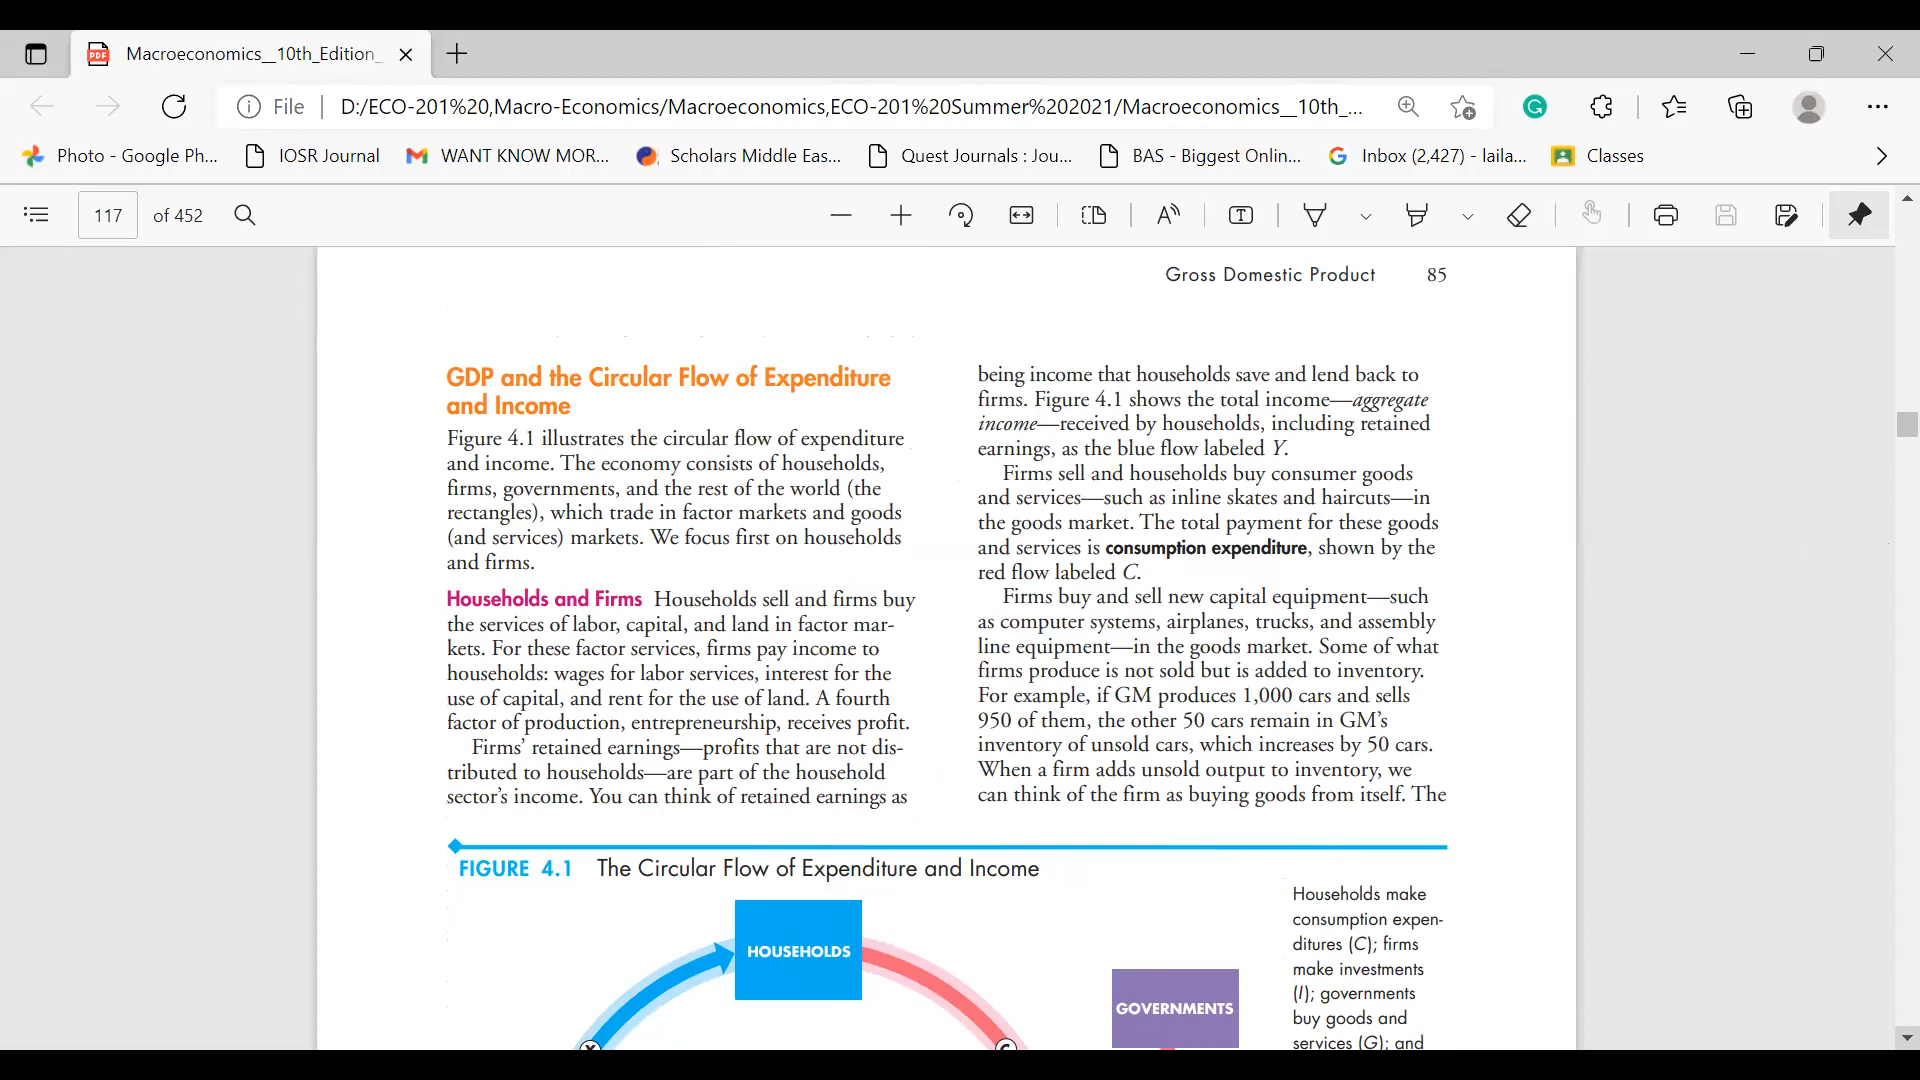 Macroeconomics__10th_Edition_
File
D:/ECO-201%20,Macro-Economics/Macroeconomics,ECO-201%20Summer%202021/Macroeconomics__10th_...
Photo - Google Ph...
IOSR Journal
WANT KNOW MOR...
Scholars Middle Eas...
Quest Journals : Jou...
BAS - Biggest Onlin...
Inbox (2,427) - laila...
Classes
117 of 452
Gross Domestic Product 85
GDP and the Circular Flow of Expenditure
and Income
Figure 4.1 illustrates the circular flow of expenditure
and income. The economy consists of households,
firms, governments, and the rest of the world (the
rectangles), which trade in factor markets and goods
(and services) markets. We focus first on households
and firms.
Households and Firms Households sell and firms buy
the services of labor, capital, and land in factor mar-
kets. For these factor services, firms pay income to
households: wages for labor services, interest for the
use of capital, and rent for the use of land. A fourth
factor of production, entrepreneurship, receives profit.
Firms' retained earnings—profits that are not dis-
tributed to households—are part of the household
sector's income. You can think of retained earnings as
being income that households save and lend back to
firms. Figure 4.1 shows the total income—aggregate
income—received by households, including retained
earnings, as the blue flow labeled Y.
Firms sell and households buy consumer goods
and services—such as inline skates and haircuts—in
the goods market. The total payment for these goods
and services is consumption expenditure, shown by the
red flow labeled C.
Firms buy and sell new capital equipment—such
as computer systems, airplanes, trucks, and assembly
line equipment—in the goods market. Some of what
firms produce is not sold but is added to inventory.
For example, if GM produces 1,000 cars and sells
950 of them, the other 50 cars remain in GM's
inventory of unsold cars, which increases by 50 cars.
When a firm adds unsold output to inventory, we
can think of the firm as buying goods from itself. The
FIGURE 4.1 The Circular Flow of Expenditure and Income
HOUSEHOLDS
GOVERNMENTS
Households make
consumption expen-
ditures (C); firms
make investments
(I); governments
buy goods and
services (G); and